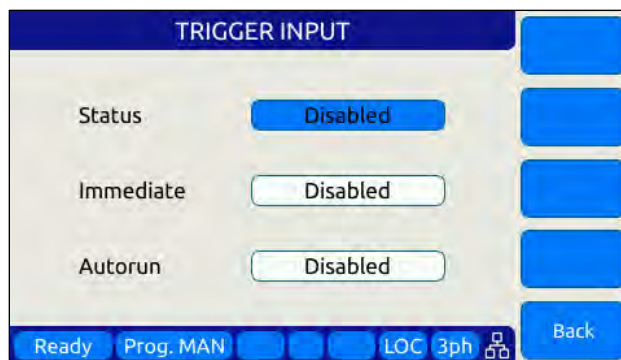 TRIGGER INPUT
Status Disabled
Immediate Disabled
Autorun Disabled
Ready Prog. MAN LOC 3ph Back